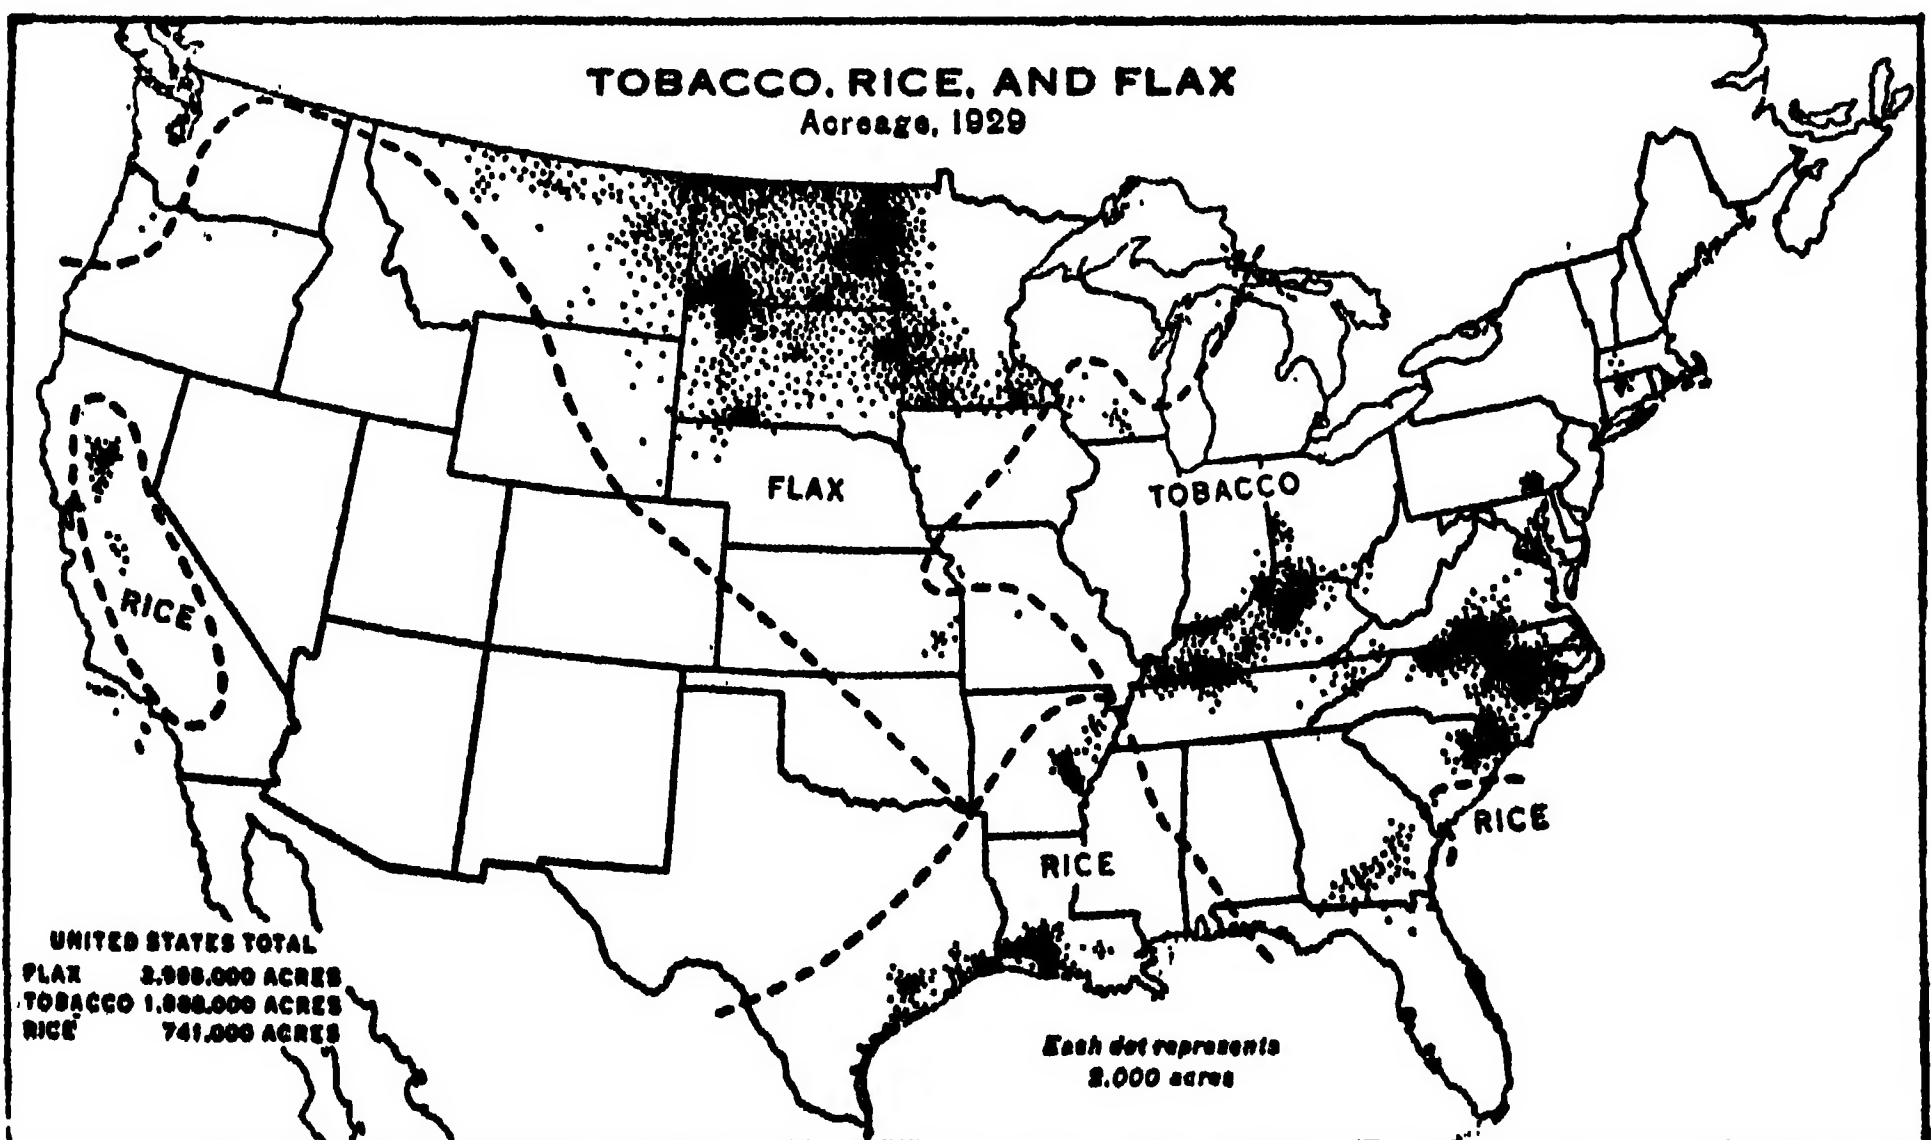 TOBACCO, RICE, AND FLAX
Acreage, 1929
FLAX
TOBACCO
RICE
RICE
RICE
UNITED STATES TOTAL
FLAX ACRES
TOBACCO ACRES
RICE 741,000 ACRES
Each dot represents
2,000 acres